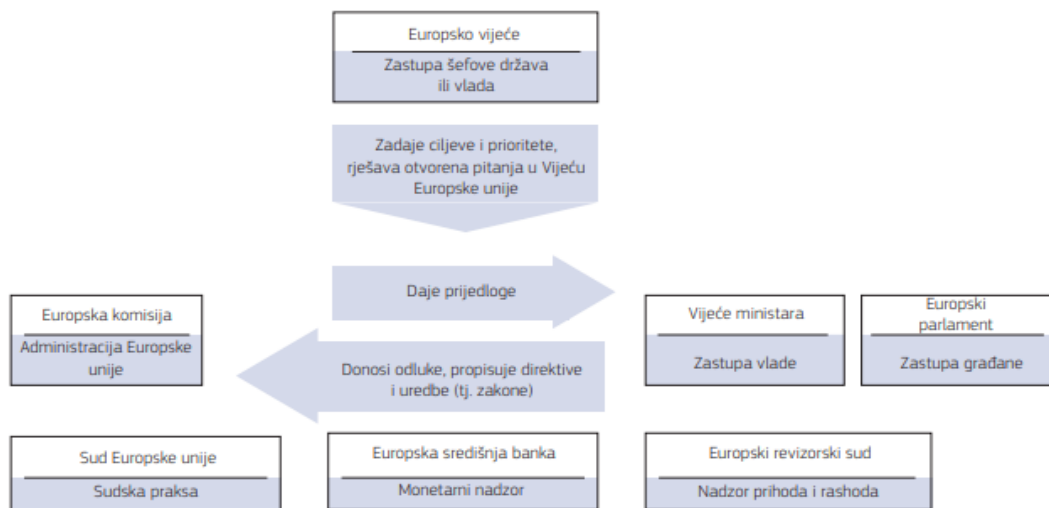 Europsko vijeće
Zastupa šefove država
ili vlada
Zadaje ciljeve i prioritete,
rješava otvorena pitanja u Vijeću
Europske unije
Daje prijedloge
Europska komisija
Administracija Europske
unije
Vijeće ministara
Zastupa vlade
Europski
parlament
Zastupa građane
Donosi odluke, propisuje direktive
i uredbe (tj. zakone)
Sud Europske unije
Sudska praksa
Europska središnja banka
Monetarni nadzor
Europski revizorski sud
Nadzor prihoda i rashoda